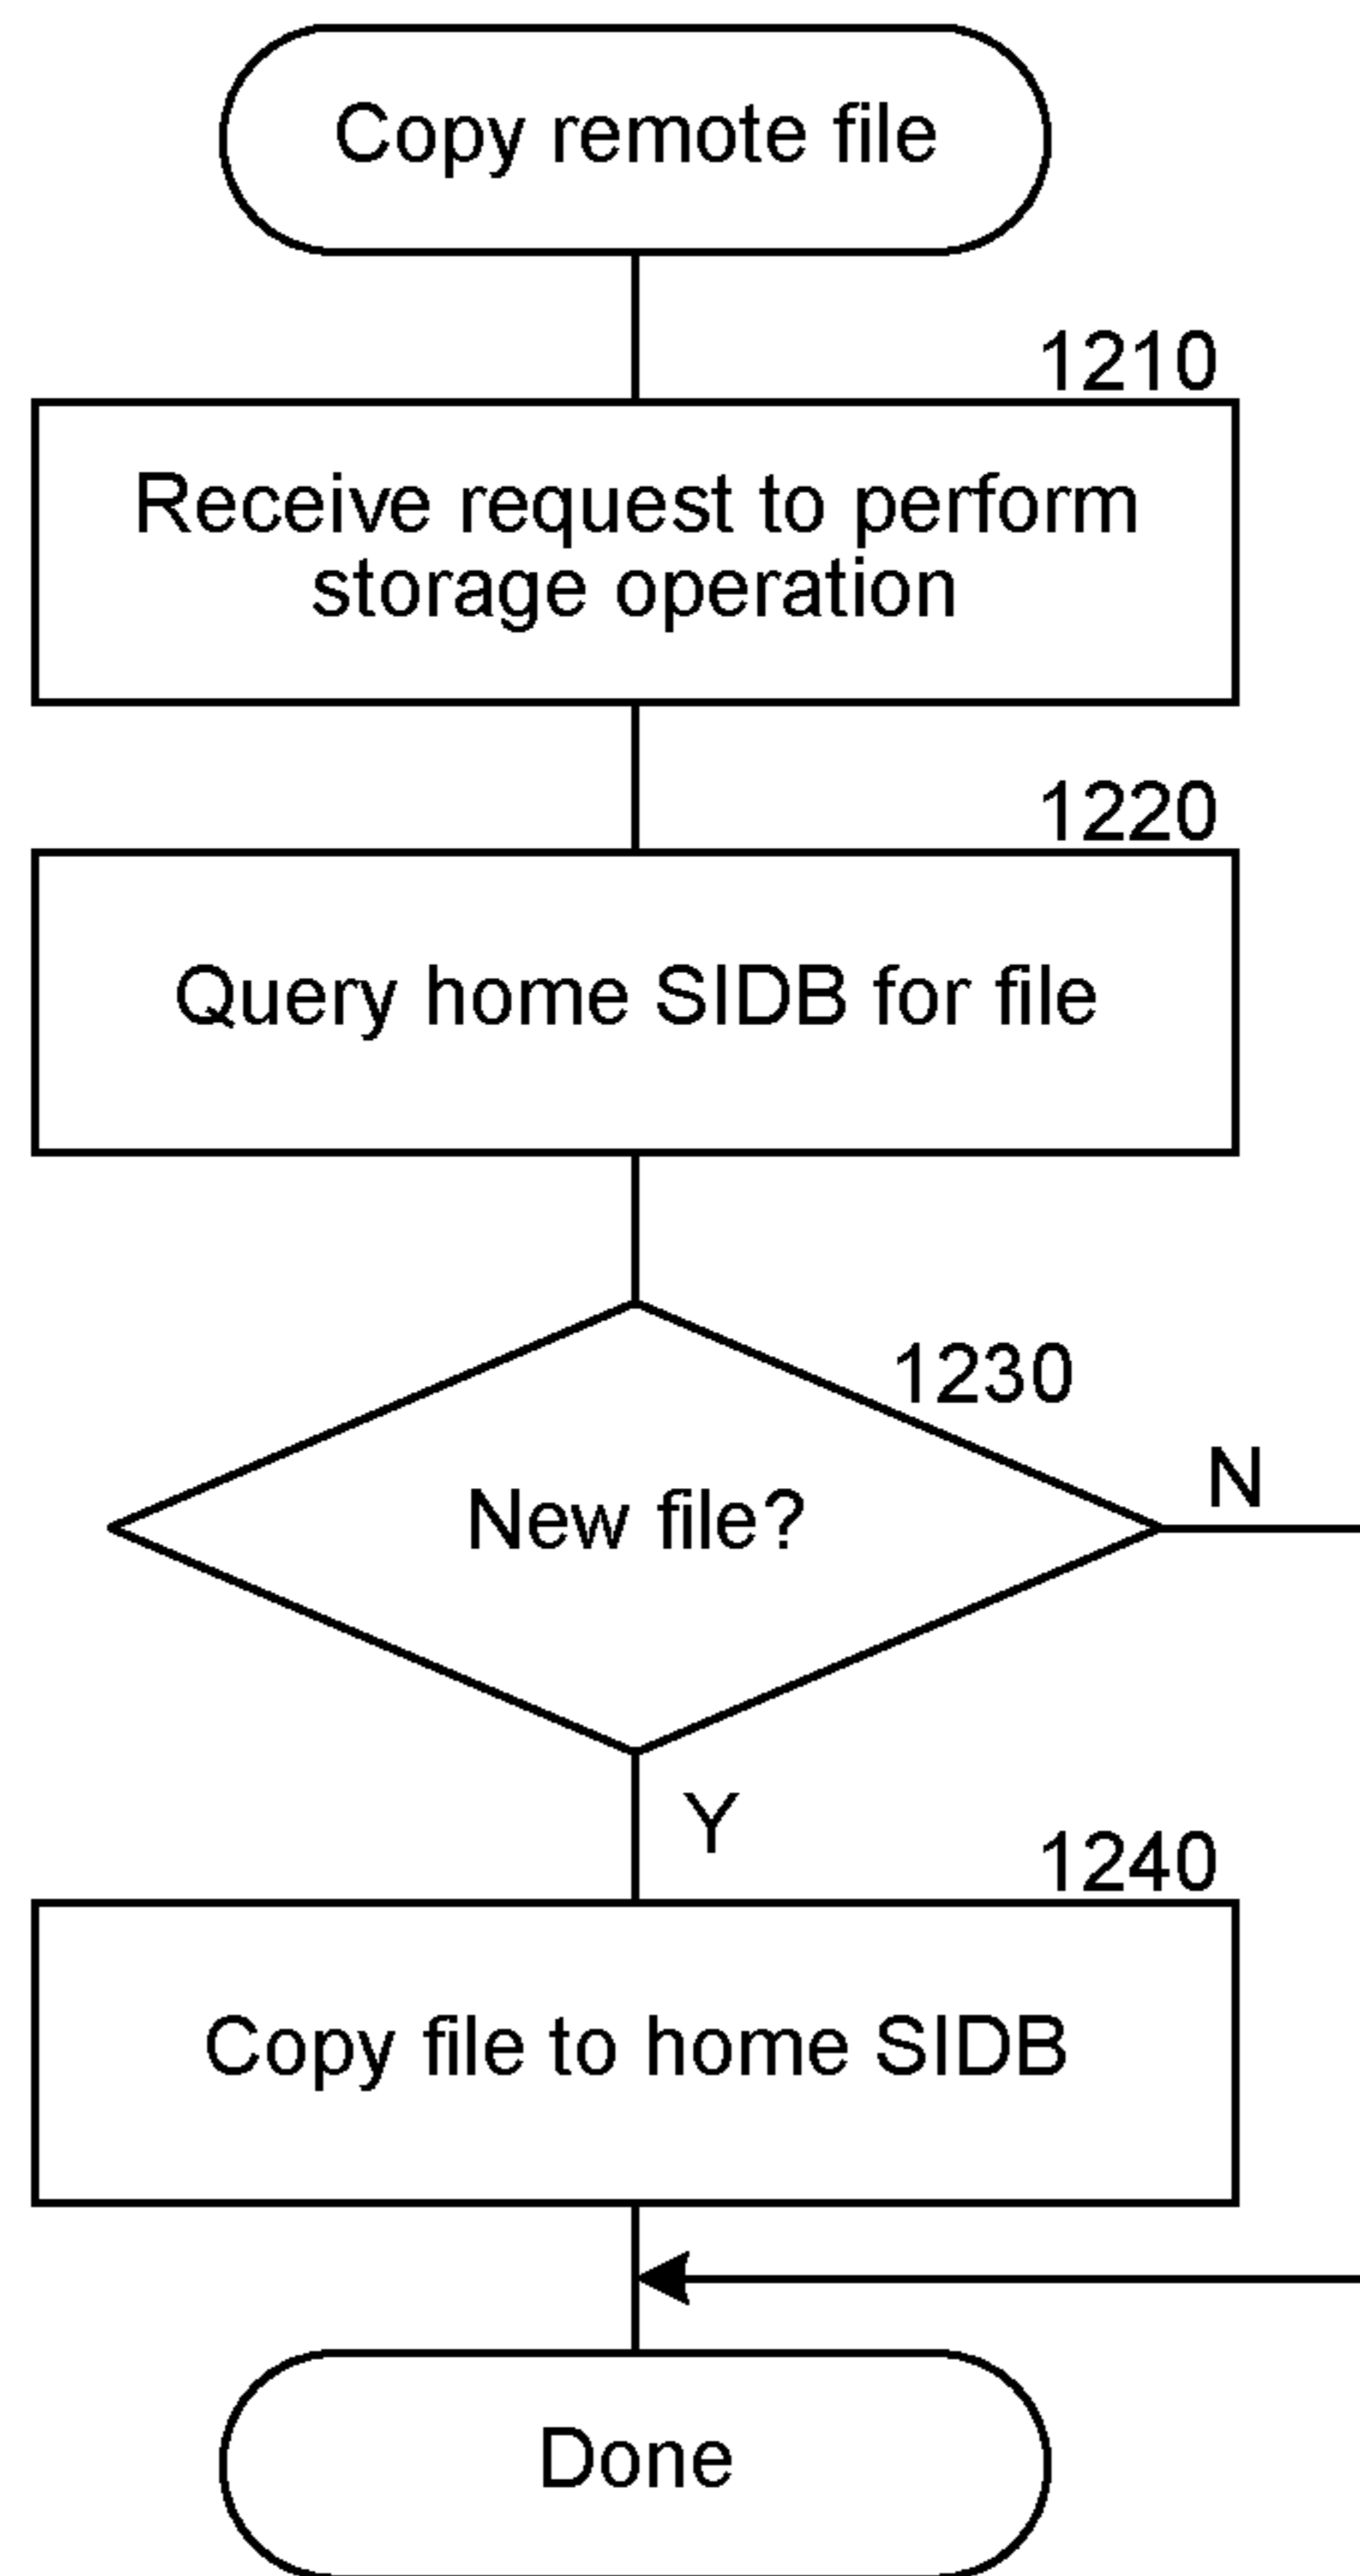 Copy remote file
1210
Receive request to perform
storage operation
1220
Query home SIDB for file
1230
New file?
N
Y
1240
Copy file to home SIDB
Done